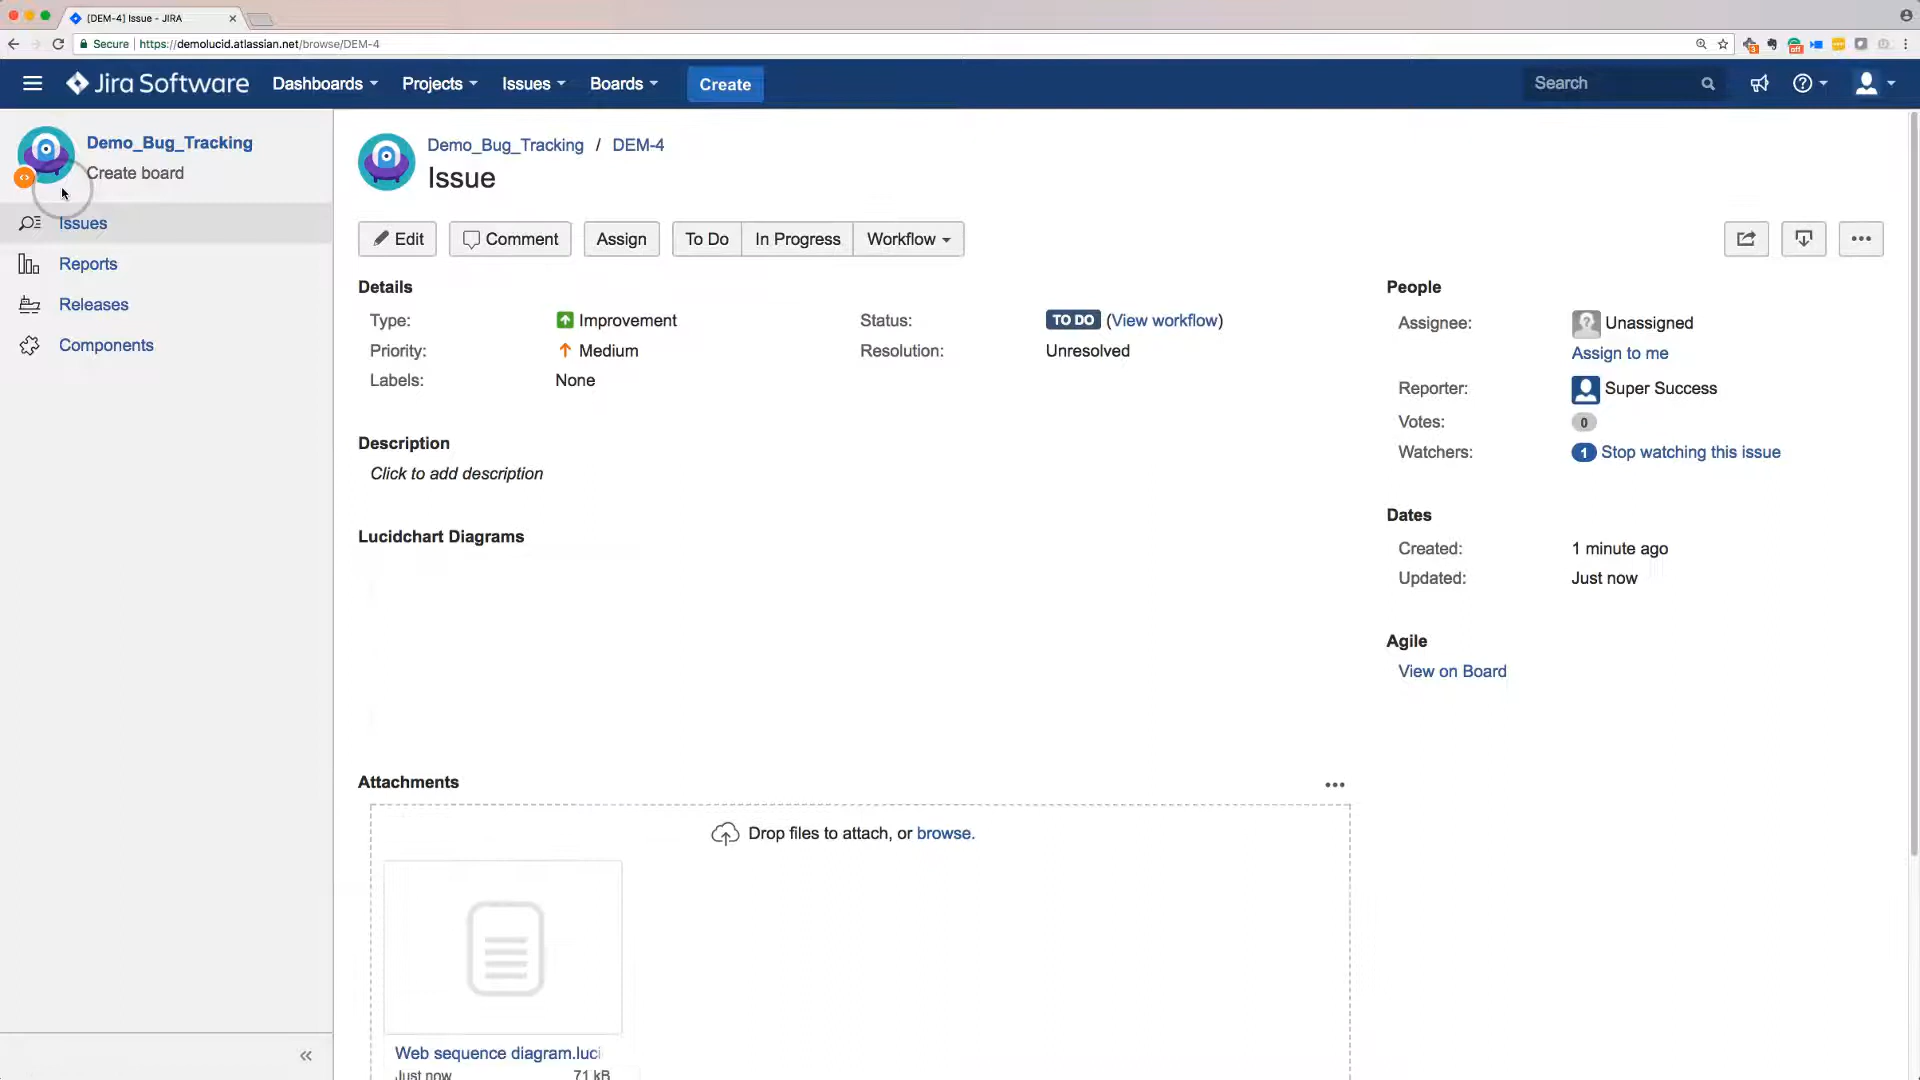 [DEM-4] Issue - JIRA
Secure | https://demolucid.atlassian.net/browse/DEM-4
Jira Software Dashboards Projects Issues Boards Create Search
Demo_Bug_Tracking
Create board
Issues
Reports
Releases
Components
Demo_Bug_Tracking / DEM-4
Issue
Edit Comment Assign To Do In Progress Workflow
Details
Type: Improvement Status: TO DO (View workflow)
Priority: Medium Resolution: Unresolved
Labels: None
Description
Click to add description
Lucidchart Diagrams
Attachments
Drop files to attach, or browse.
Web sequence diagram.luci
Just now 71 kB
People
Assignee: Unassigned
Assign to me
Reporter: Super Success
Votes: 0
Watchers: 1 Stop watching this issue
Dates
Created: 1 minute ago
Updated: Just now
Agile
View on Board